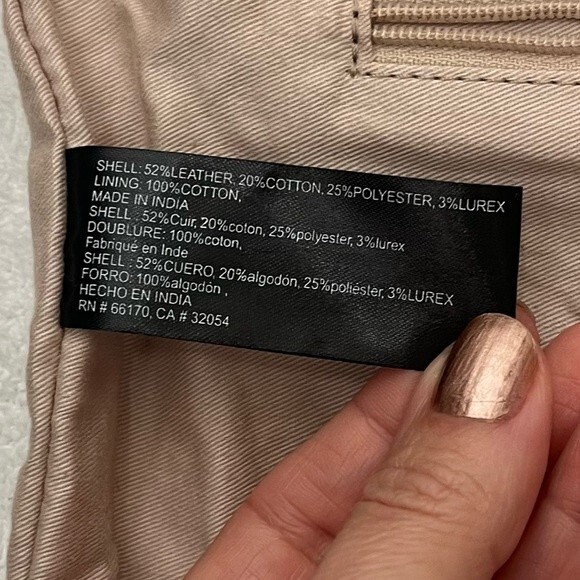 SHELL: 52%LEATHER, 20%COTTON, 25%POLYESTER, 3%LUREX
LINING: 100%COTTON,
MADE IN INDIA
SHELL : 52%Cuir, 20%coton, 25%polyester, 3%lurex
DOUBLURE: 100%coton,
Fabriqué en Inde
SHELL : 52%CUERO, 20%algodón, 25%poliéster, 3%LUREX
FORRO: 100%algodón ,
HECHO EN INDIA
RN # 66170, CA # 32054